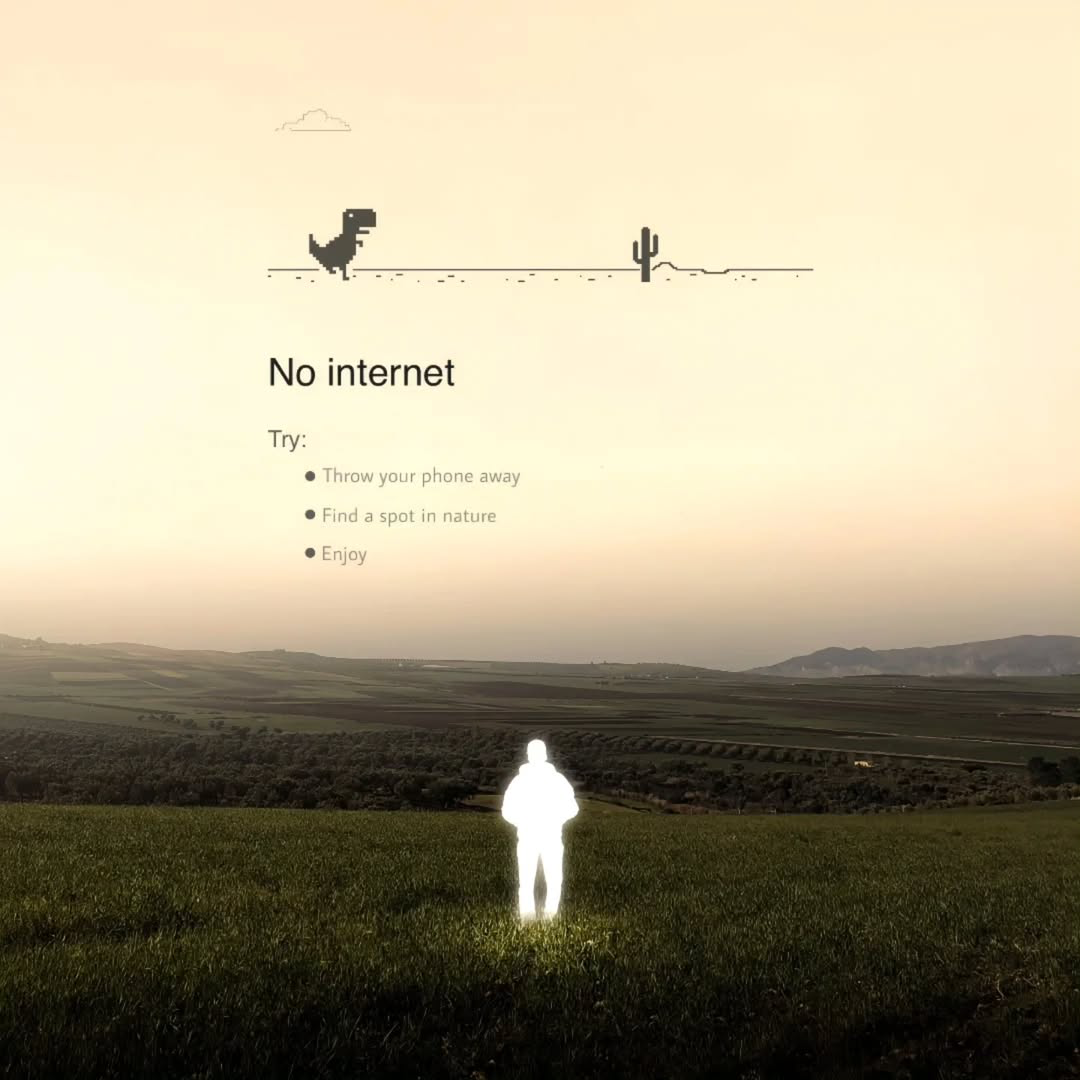 No internet
Try:
● Throw your phone away
● Find a spot in nature
● Enjoy